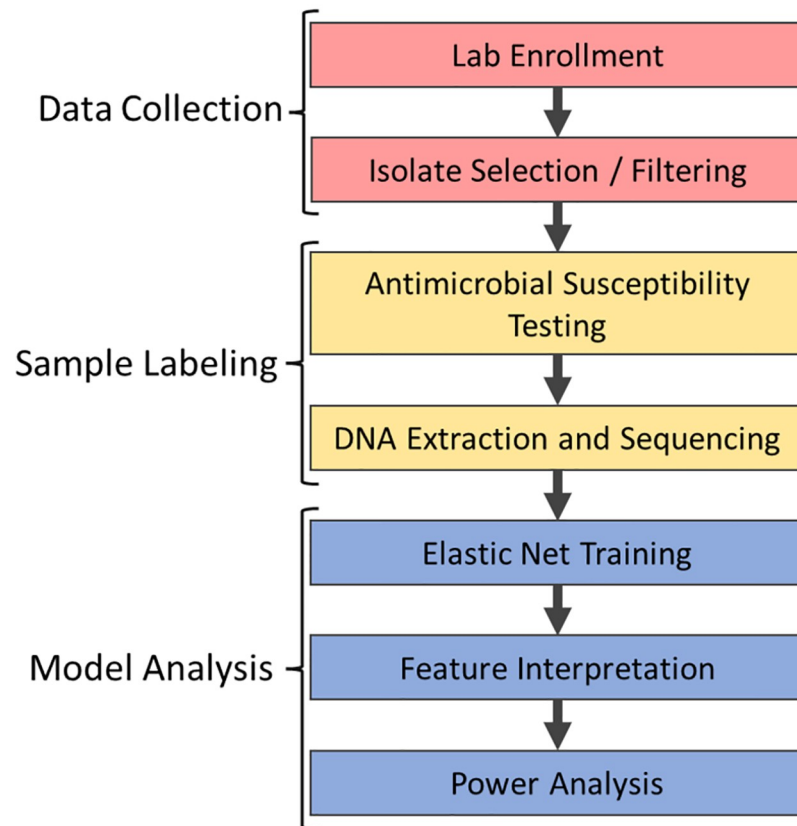 Data Collection
Lab Enrollment
Isolate Selection / Filtering
Sample Labeling
Antimicrobial Susceptibility
Testing
DNA Extraction and Sequencing
Model Analysis
Elastic Net Training
Feature Interpretation
Power Analysis